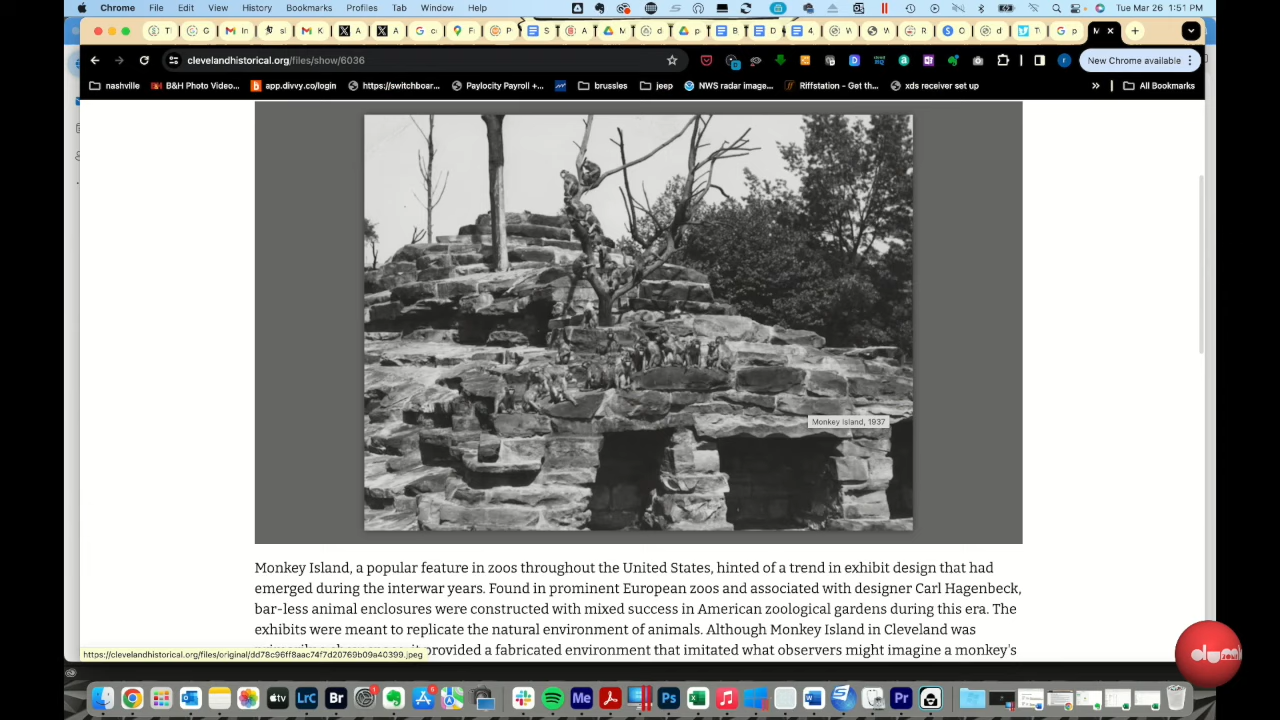 Chrome File Edit View History Bookmarks Profiles Tab Window Help Tue Mar 26 1:51 PM
clevelandhistorical.org/files/show/6036 New Chrome available
nashville B&H Photo Video... app.divvy.co/login https://switchboar... Paylocity Payroll +... brussles jeep NWS radar image... Riffstation - Get th... xds receiver set up All Bookmarks
Monkey Island, 1937
Monkey Island, a popular feature in zoos throughout the United States, hinted of a trend in exhibit design that had
emerged during the interwar years. Found in prominent European zoos and associated with designer Carl Hagenbeck,
bar-less animal enclosures were constructed with mixed success in American zoological gardens during this era. The
exhibits were meant to replicate the natural environment of animals. Although Monkey Island in Cleveland was
provided a fabricated environment that imitated what observers might imagine a monkey's
https://clevelandhistorical.org/files/original/dd78c96ff8aac74f7d20769b09a40399.jpeg
tv LrC Br Me Ps W Pr